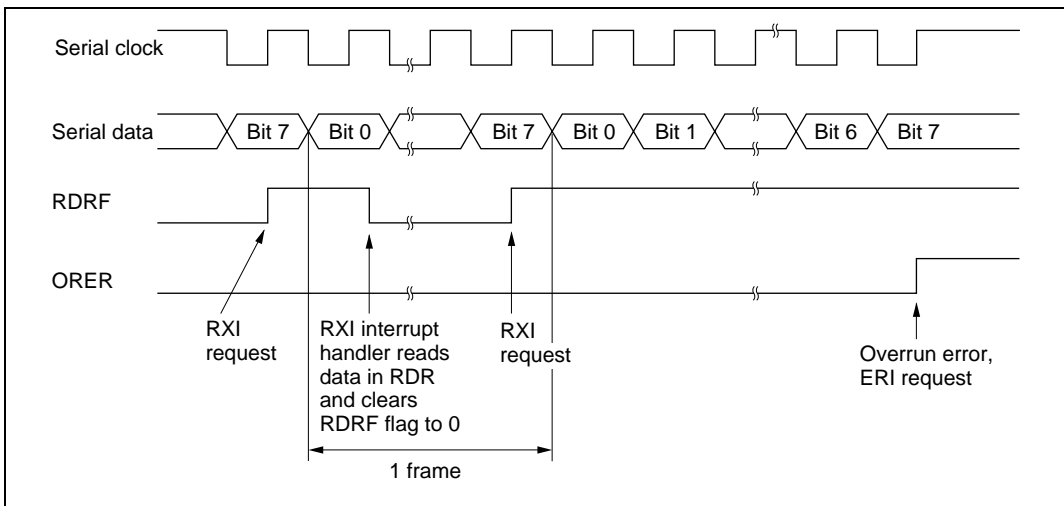 Serial clock
Serial data
Bit 7 Bit 0 Bit 7 Bit 0 Bit 1 Bit 6 Bit 7
RDRF
ORER
RXI
request
RXI interrupt
handler reads
data in RDR
and clears
RDRF flag to 0
RXI
request
Overrun error,
ERI request
1 frame